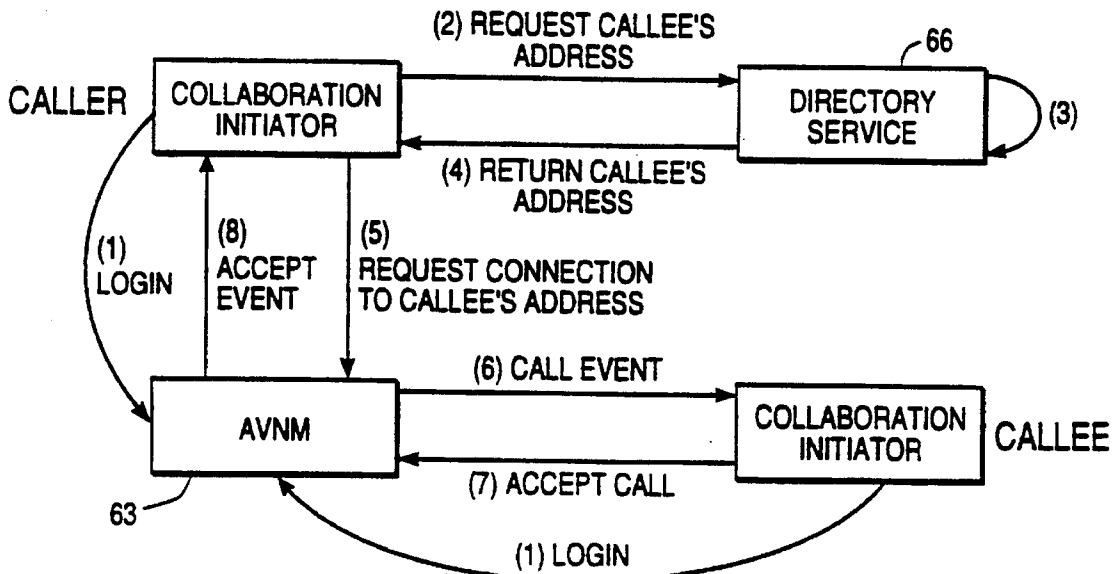 (2) REQUEST CALLEE'S
ADDRESS
66
CALLER
COLLABORATION
INITIATOR
DIRECTORY
SERVICE
(3)
(4) RETURN CALLEE'S
ADDRESS
(1)
LOGIN
(8)
ACCEPT
EVENT
(5)
REQUEST CONNECTION
TO CALLEE'S ADDRESS
(6) CALL EVENT
AVNM
COLLABORATION
INITIATOR
CALLEE
(7) ACCEPT CALL
63
(1) LOGIN